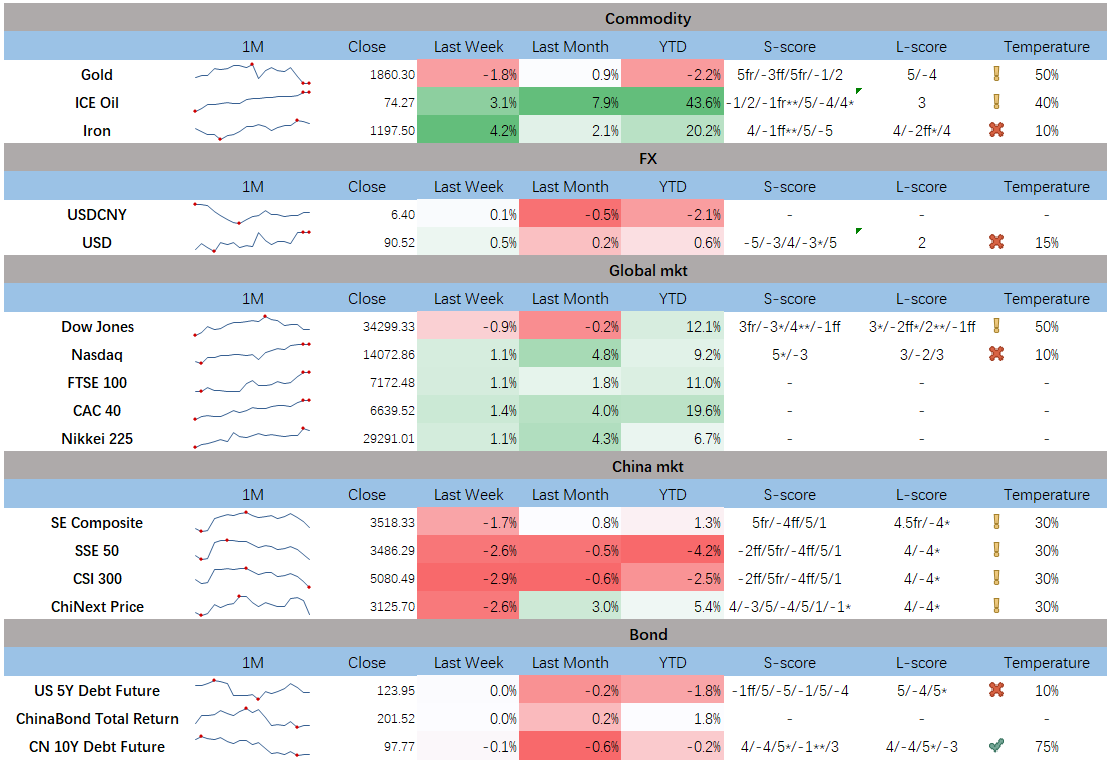 Commodity
1M Close Last Week Last Month YTD S-score L-score Temperature
Gold 1860.30 -1.8% 0.9% -2.2% 5fr/-3ff/5fr/-1/2 5/-4 50%
ICE Oil 74.27 3.1% 7.9% 43.6% -1/2/-1fr**/5/-4/4* 3 40%
Iron 1197.50 4.2% 2.1% 20.2% 4/-1ff**/5/-5 4/-2ff*/4 10%
FX
1M Close Last Week Last Month YTD S-score L-score Temperature
USDCNY 6.40 0.1% -0.5% -2.1% - - -
USD 90.52 0.5% 0.2% 0.6% -5/-3/4/-3*/5 2 15%
Global mkt
1M Close Last Week Last Month YTD S-score L-score Temperature
Dow Jones 34299.33 -0.9% -0.2% 12.1% 3fr/-3*/4**/-1ff 3*/-2ff*/2**/-1ff 50%
Nasdaq 14072.86 1.1% 4.8% 9.2% 5*/-3 3/-2/3 10%
FTSE 100 7172.48 1.1% 1.8% 11.0% - - -
CAC 40 6639.52 1.4% 4.0% 19.6% - - -
Nikkei 225 29291.01 1.1% 4.3% 6.7% - - -
China mkt
1M Close Last Week Last Month YTD S-score L-score Temperature
SE Composite 3518.33 -1.7% 0.8% 1.3% 5fr/-4ff/5/1 4.5fr/-4* 30%
SSE 50 3486.29 -2.6% -0.5% -4.2% -2ff/5fr/-4ff/5/1 4/-4* 30%
CSI 300 5080.49 -2.9% -0.6% -2.5% -2ff/5fr/-4ff/5/1 4/-4* 30%
ChiNext Price 3125.70 -2.6% 3.0% 5.4% 4/-3/5/-4/5/1/-1* 4/-4* 30%
Bond
1M Close Last Week Last Month YTD S-score L-score Temperature
US 5Y Debt Future 123.95 0.0% -0.2% -1.8% -1ff/5/-5/-1/5/-4 5/-4/5* 10%
ChinaBond Total Return 201.52 0.0% 0.2% 1.8% - - -
CN 10Y Debt Future 97.77 -0.1% -0.6% -0.2% 4/-4/5*/-1**/3 4/-4/5*/-3 75%